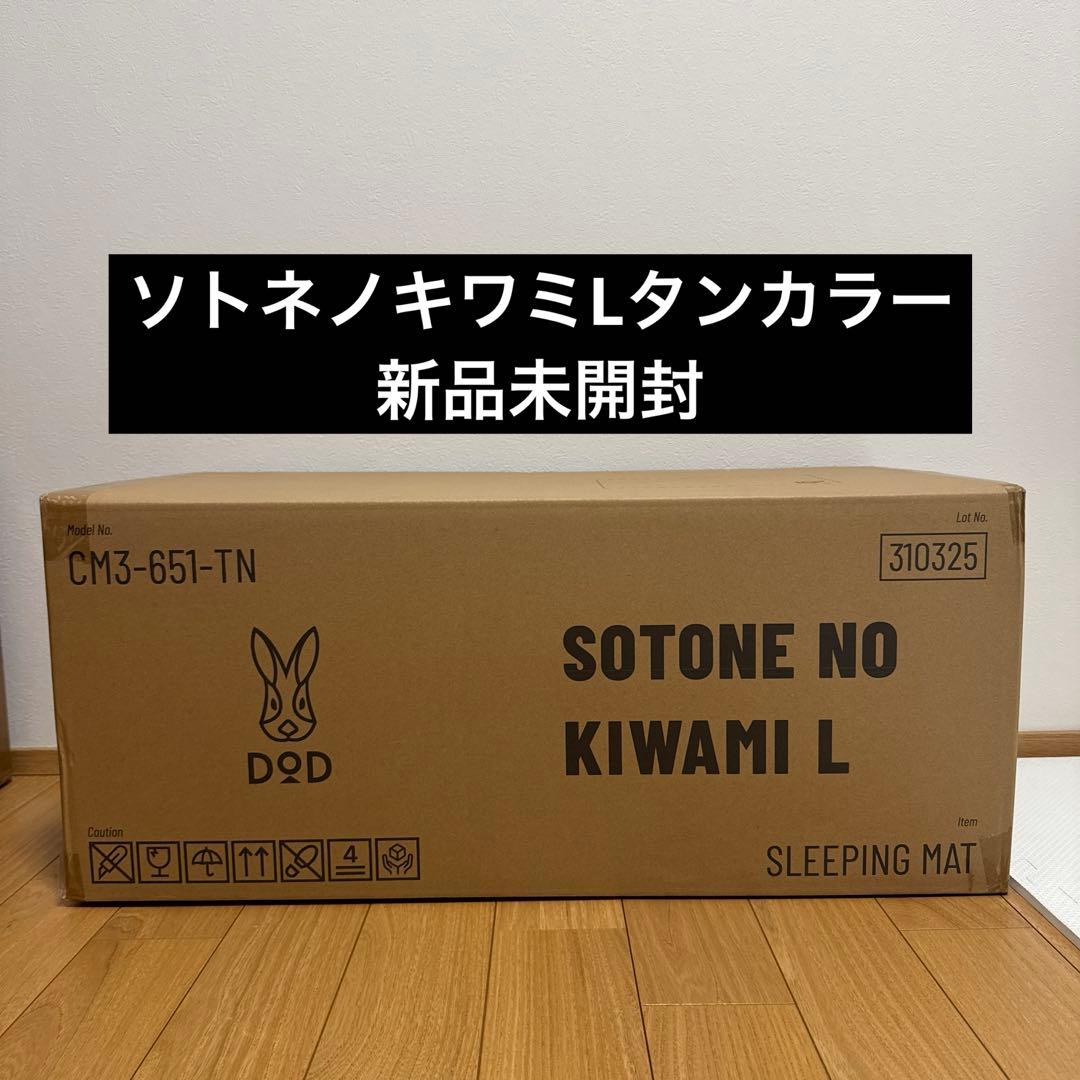 ソトネノキワミLタンカラー
新品未開封
Model No.
CM3-651-TN
Lot No.
310325
SOTONE NO
KIWAMI L
DOD
Caution
4
Item
SLEEPING MAT